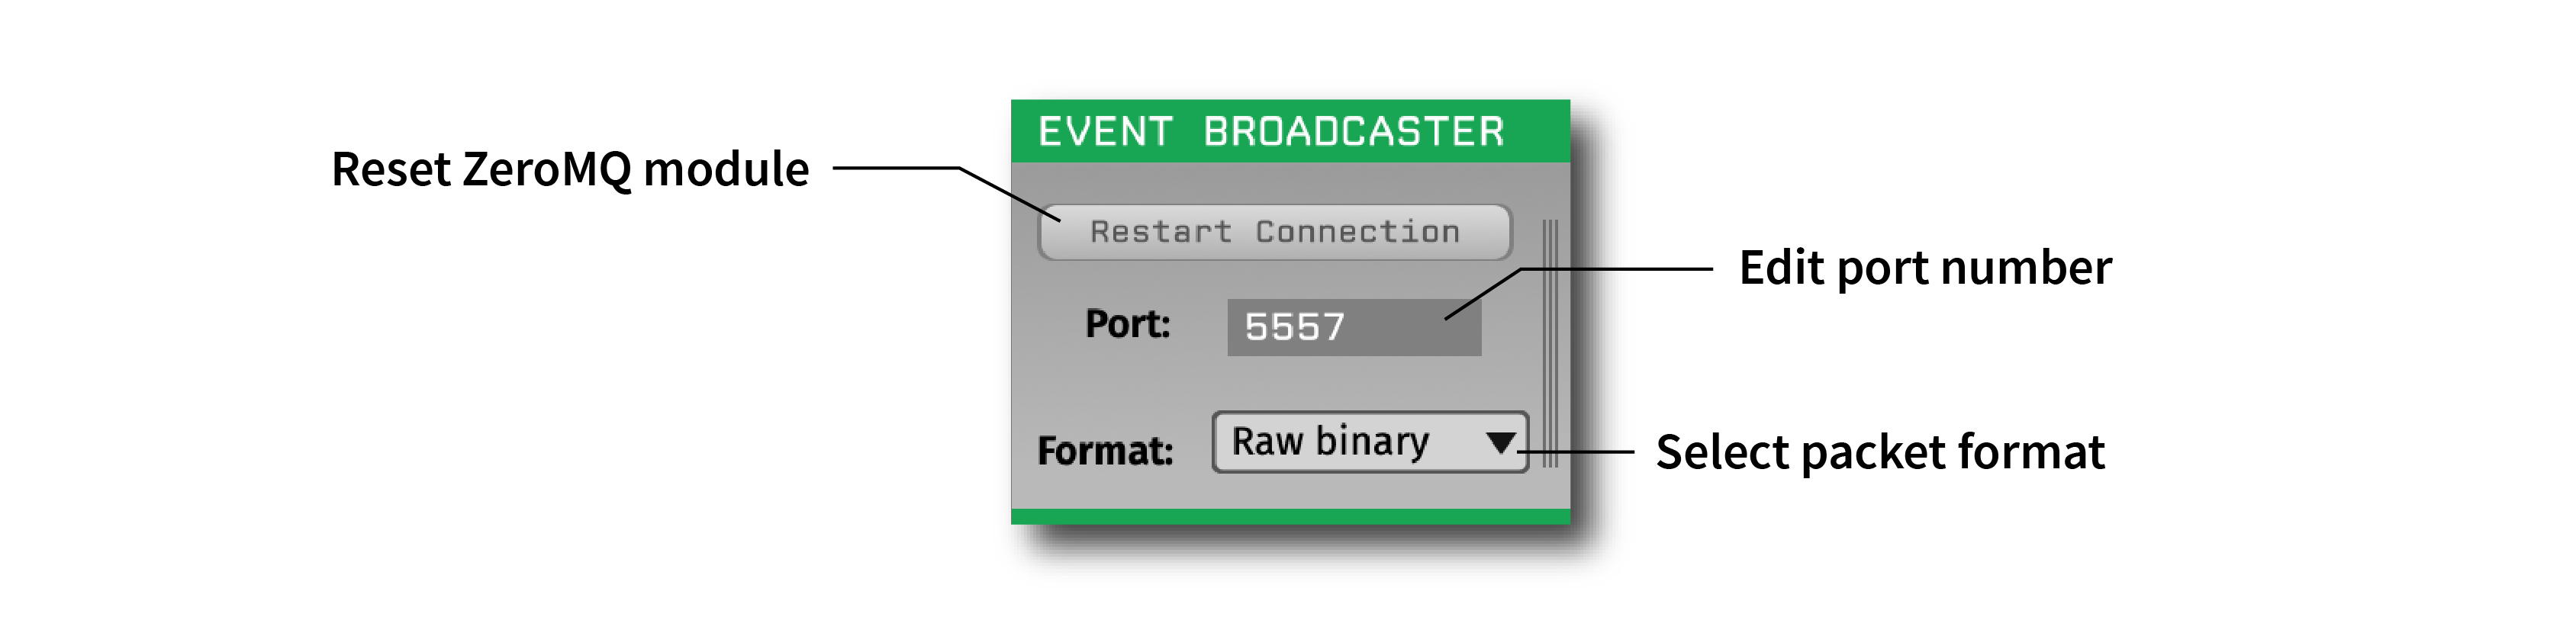 EVENT BROADCASTER
Reset ZeroMQ module
Restart Connection
Edit port number
Port: 5557
Format: Raw binary
Select packet format